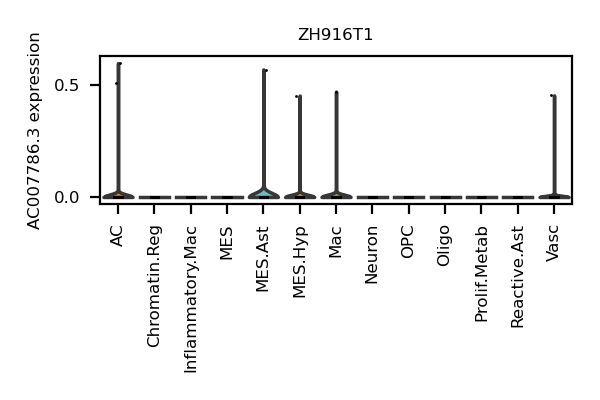 ZH916T1
AC007786.3 expression
0.5
0.0
AC
Chromatin.Reg
Inflammatory.Mac
MES
MES.Ast
MES.Hyp
Mac
Neuron
OPC
Oligo
Prolif.Metab
Reactive.Ast
Vasc